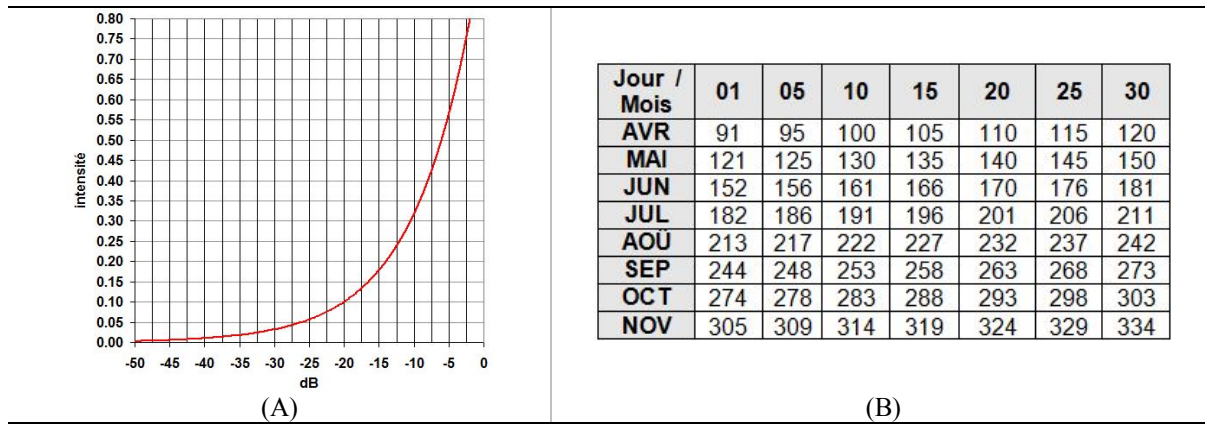 0.80
0.75
0.70
0.65
0.60
0.55
0.50
0.45
0.40
0.35
0.30
0.25
0.20
0.15
0.10
0.05
0.00
intensité
-50 -45 -40 -35 -30 -25 -20 -15 -10 -5 0
dB
(A)
Jour / Mois 01 05 10 15 20 25 30
AVR 91 95 100 105 110 115 120
MAI 121 125 130 135 140 145 150
JUN 152 156 161 166 170 176 181
JUL 182 186 191 196 201 206 211
AOÜ 213 217 222 227 232 237 242
SEP 244 248 253 258 263 268 273
OCT 274 278 283 288 293 298 303
NOV 305 309 314 319 324 329 334
(B)